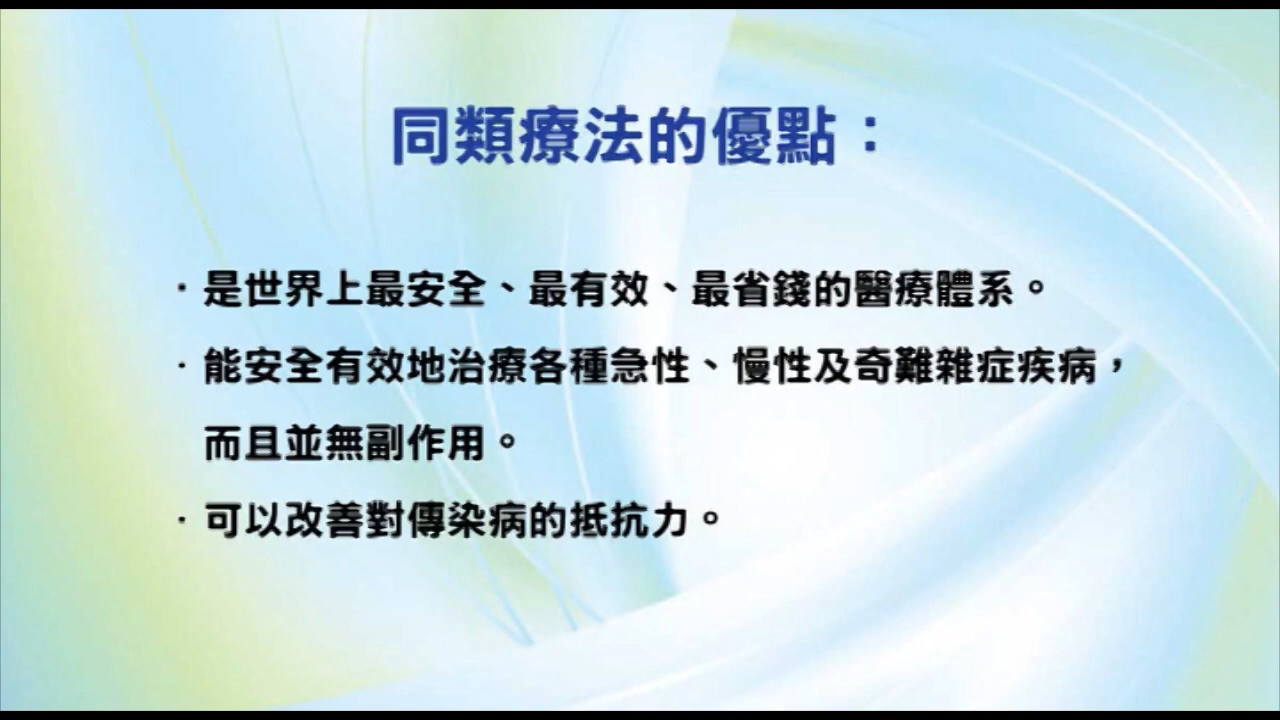 同類療法的優點：
· 是世界上最安全、最有效、最省錢的醫療體系。
· 能安全有效地治療各種急性、慢性及奇難雜症疾病，
而且並無副作用。
· 可以改善對傳染病的抵抗力。